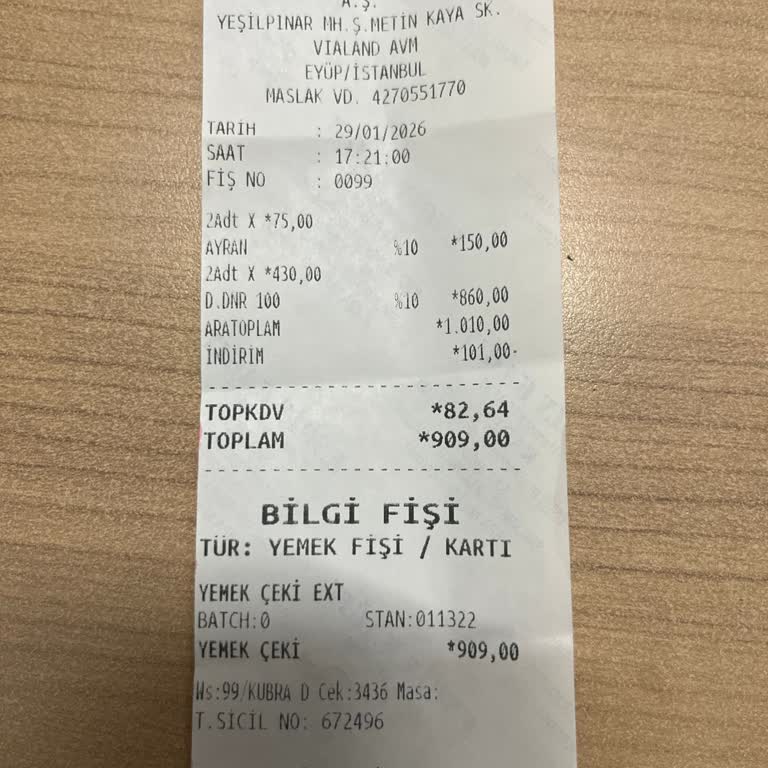 A.Ş.
YEŞİLPINAR MH.Ş.METİN KAYA SK.
VIALAND AVM
EYÜP/İSTANBUL
MASLAK VD. 4270551770
TARİH : 29/01/2026
SAAT : 17:21:00
FİŞ NO : 0099
2Adt X *75,00
AYRAN %10 *150,00
2Adt X *430,00
D.DNR 100 %10 *860,00
ARATOPLAM *1.010,00
İNDİRİM *101,00-
TOPKDV *82,64
TOPLAM *909,00
BİLGİ FİŞİ
TÜR: YEMEK FİŞİ / KARTI
YEMEK ÇEKİ EXT
BATCH:0 STAN:011322
YEMEK ÇEKİ *909,00
Ws:99/KUBRA D Cek:3436 Masa:
T.SİCİL NO: 672496